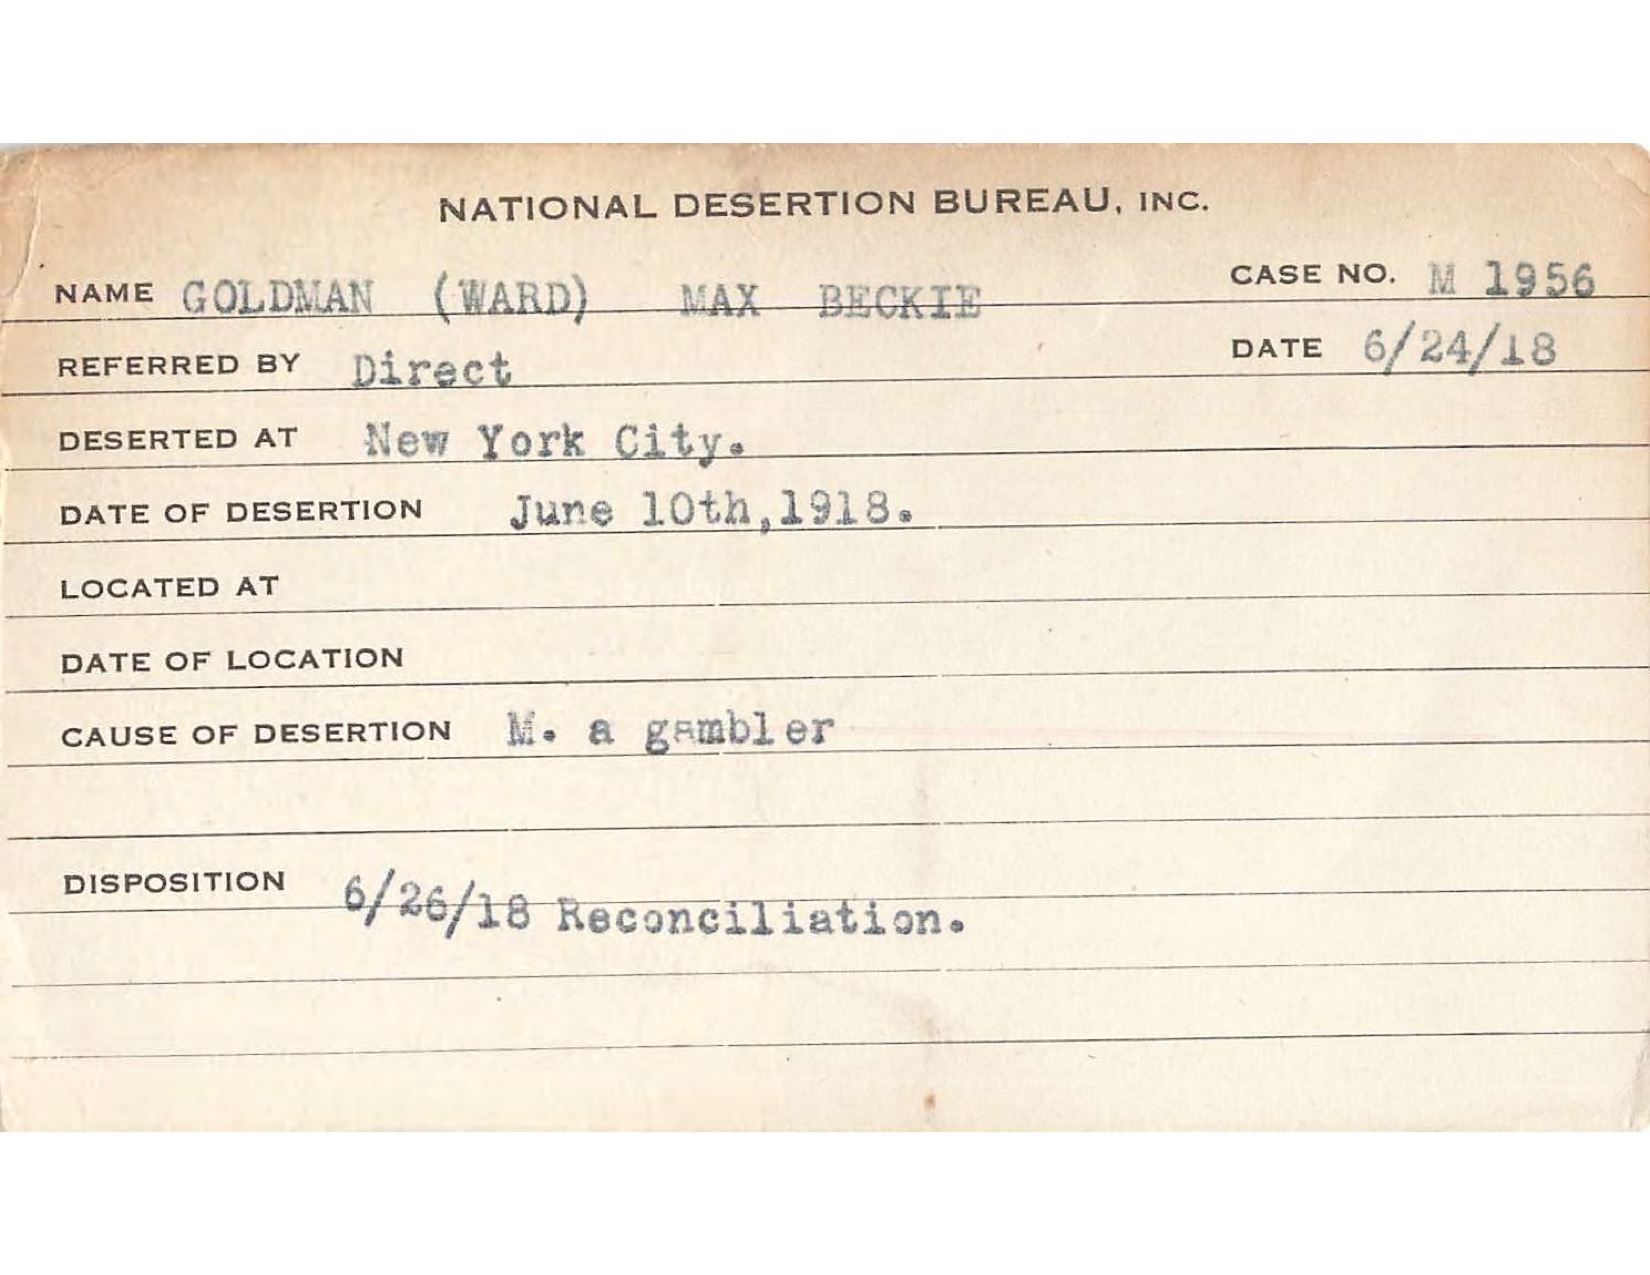 NATIONAL DESERTION BUREAU, INC.
NAME GOLDMAN (WARD) MAX BECKIE CASE NO. M 1956
REFERRED BY Direct DATE 6/24/18
DESERTED AT New York City.
DATE OF DESERTION June 10th,1918.
LOCATED AT
DATE OF LOCATION
CAUSE OF DESERTION M. a gambler
DISPOSITION 6/26/18 Reconciliation.